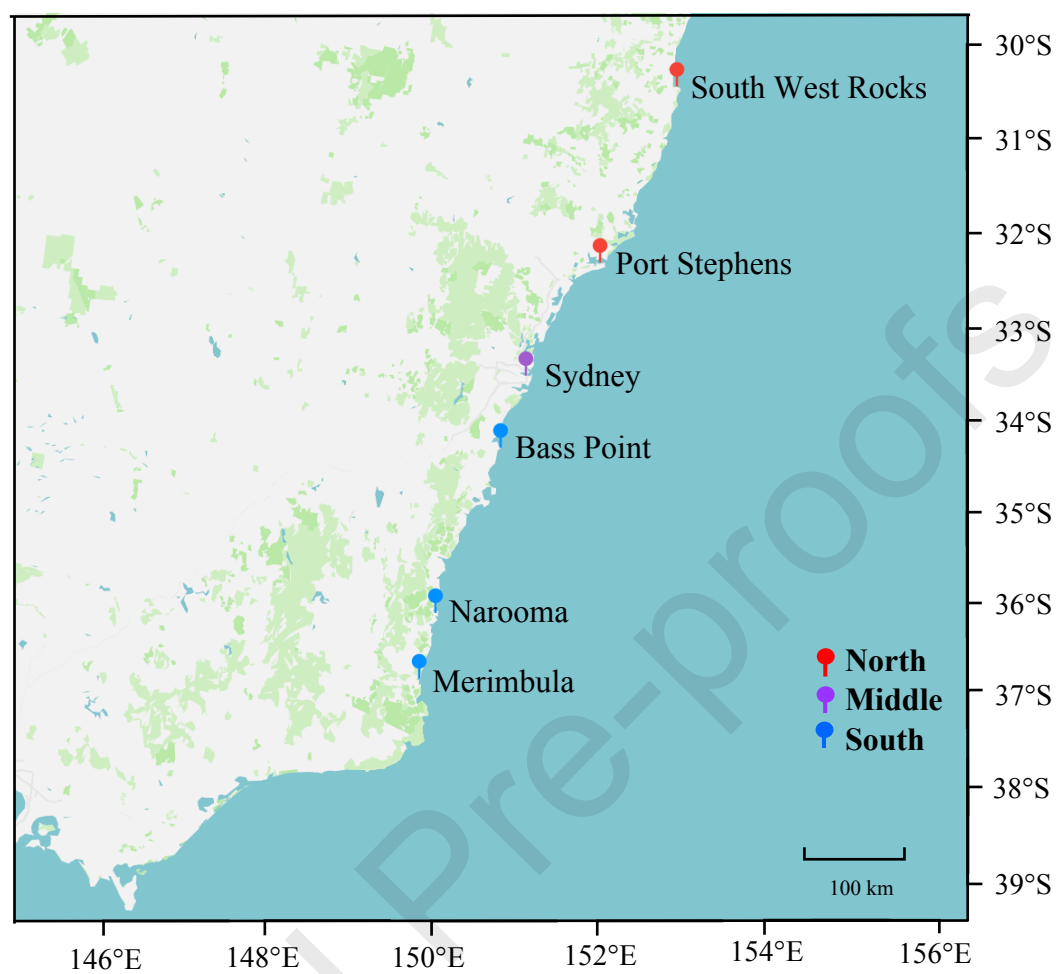 30°S
South West Rocks
31°S
32°S
Port Stephens
33°S
Sydney
34°S
Bass Point
35°S
36°S
Narooma
North
Merimbula
37°S
Middle
South
38°S
39°S
100 km
146°E
148°E
150°E
152°E
154°E
156°E
Pre-proofs